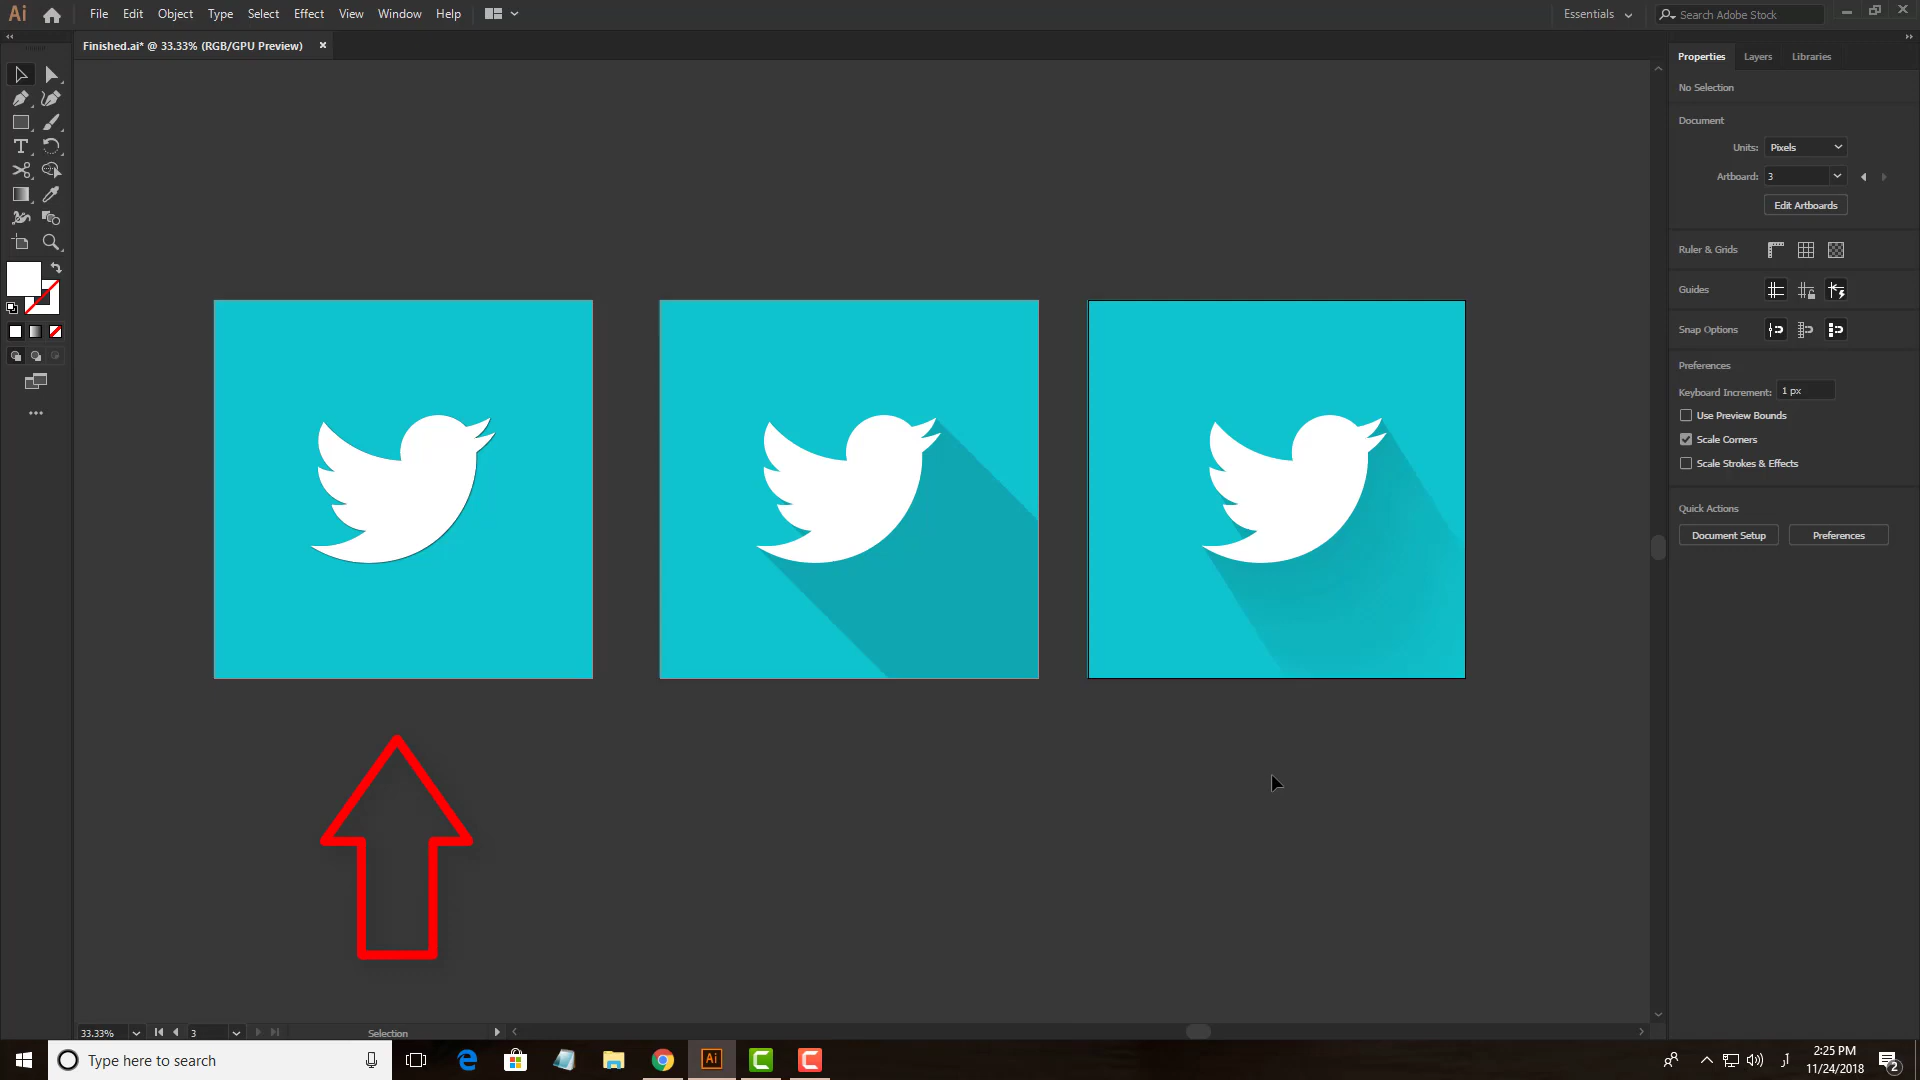 Ai File Edit Object Type Select Effect View Window Help Essentials Search Adobe Stock
Finished.ai* @ 33.33% (RGB/GPU Preview) ×
Properties Layers Libraries
No Selection
Document
Units: Pixels
Artboard: 3
Edit Artboards
Ruler & Grids
Guides
Snap Options
Preferences
Keyboard Increment: 1 px
Use Preview Bounds
Scale Corners
Scale Strokes & Effects
Quick Actions
Document Setup Preferences
33.33% 3 Selection
Type here to search
Ai
2:25 PM
11/24/2018
2